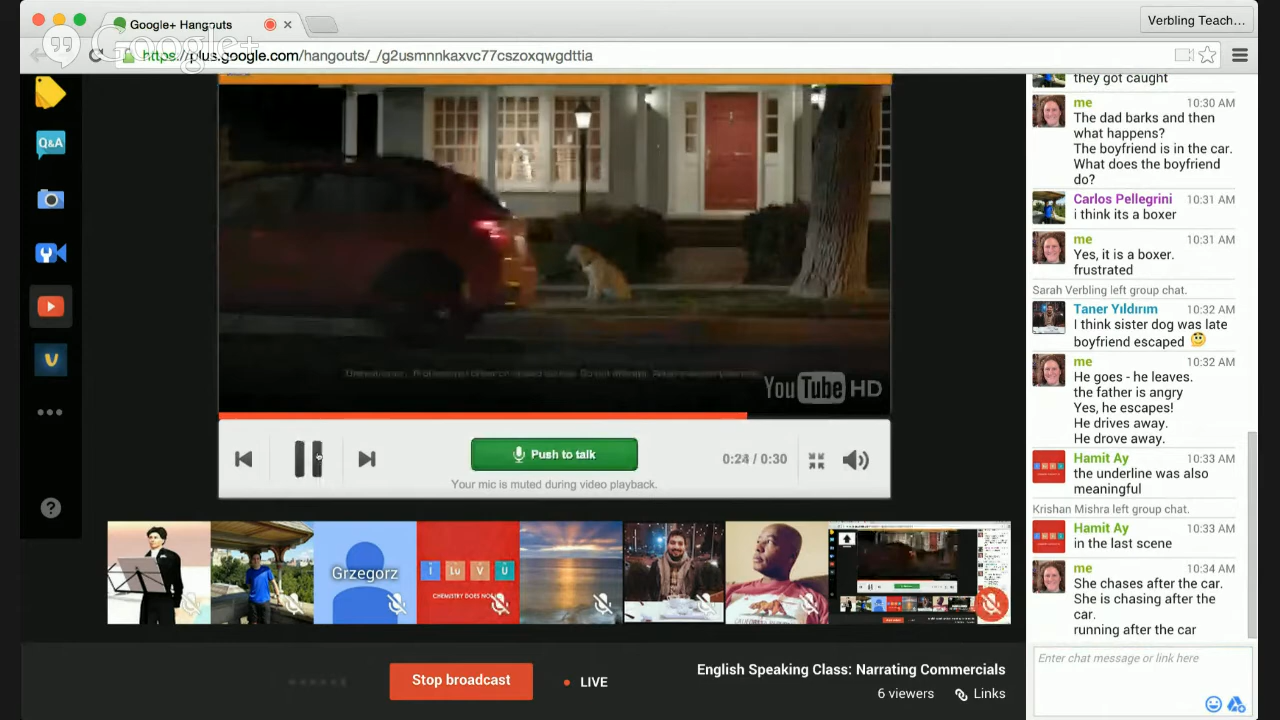 Google+ Hangouts
Verbling Teach...
Google+
https://plus.google.com/hangouts/_/g2usmnnkaxvc77cszoxqvgdttia
Q&A
YouTube HD
Push to talk
0:24 / 0:30
Your mic is muted during video playback.
Grzegorz
I LU V U
Stop broadcast
LIVE
English Speaking Class: Narrating Commercials
6 viewers
Links
they got caught
me 10:30 AM
The dad barks and then
what happens?
The boyfriend is in the car.
What does the boyfriend
do?
Carlos Pellegrini 10:31 AM
i think its a boxer
me 10:31 AM
Yes, it is a boxer.
frustrated
Sarah Verbling left group chat.
Taner Yıldırım 10:32 AM
I think sister dog was late
boyfriend escaped
me 10:32 AM
He goes - he leaves.
the father is angry
Yes, he escapes!
He drives away.
He drove away.
Hamit Ay 10:33 AM
the underline was also
meaningful
Krishan Mishra left group chat.
Hamit Ay 10:33 AM
in the last scene
me 10:34 AM
She chases after the car.
She is chasing after the
car.
running after the car
Enter chat message or link here